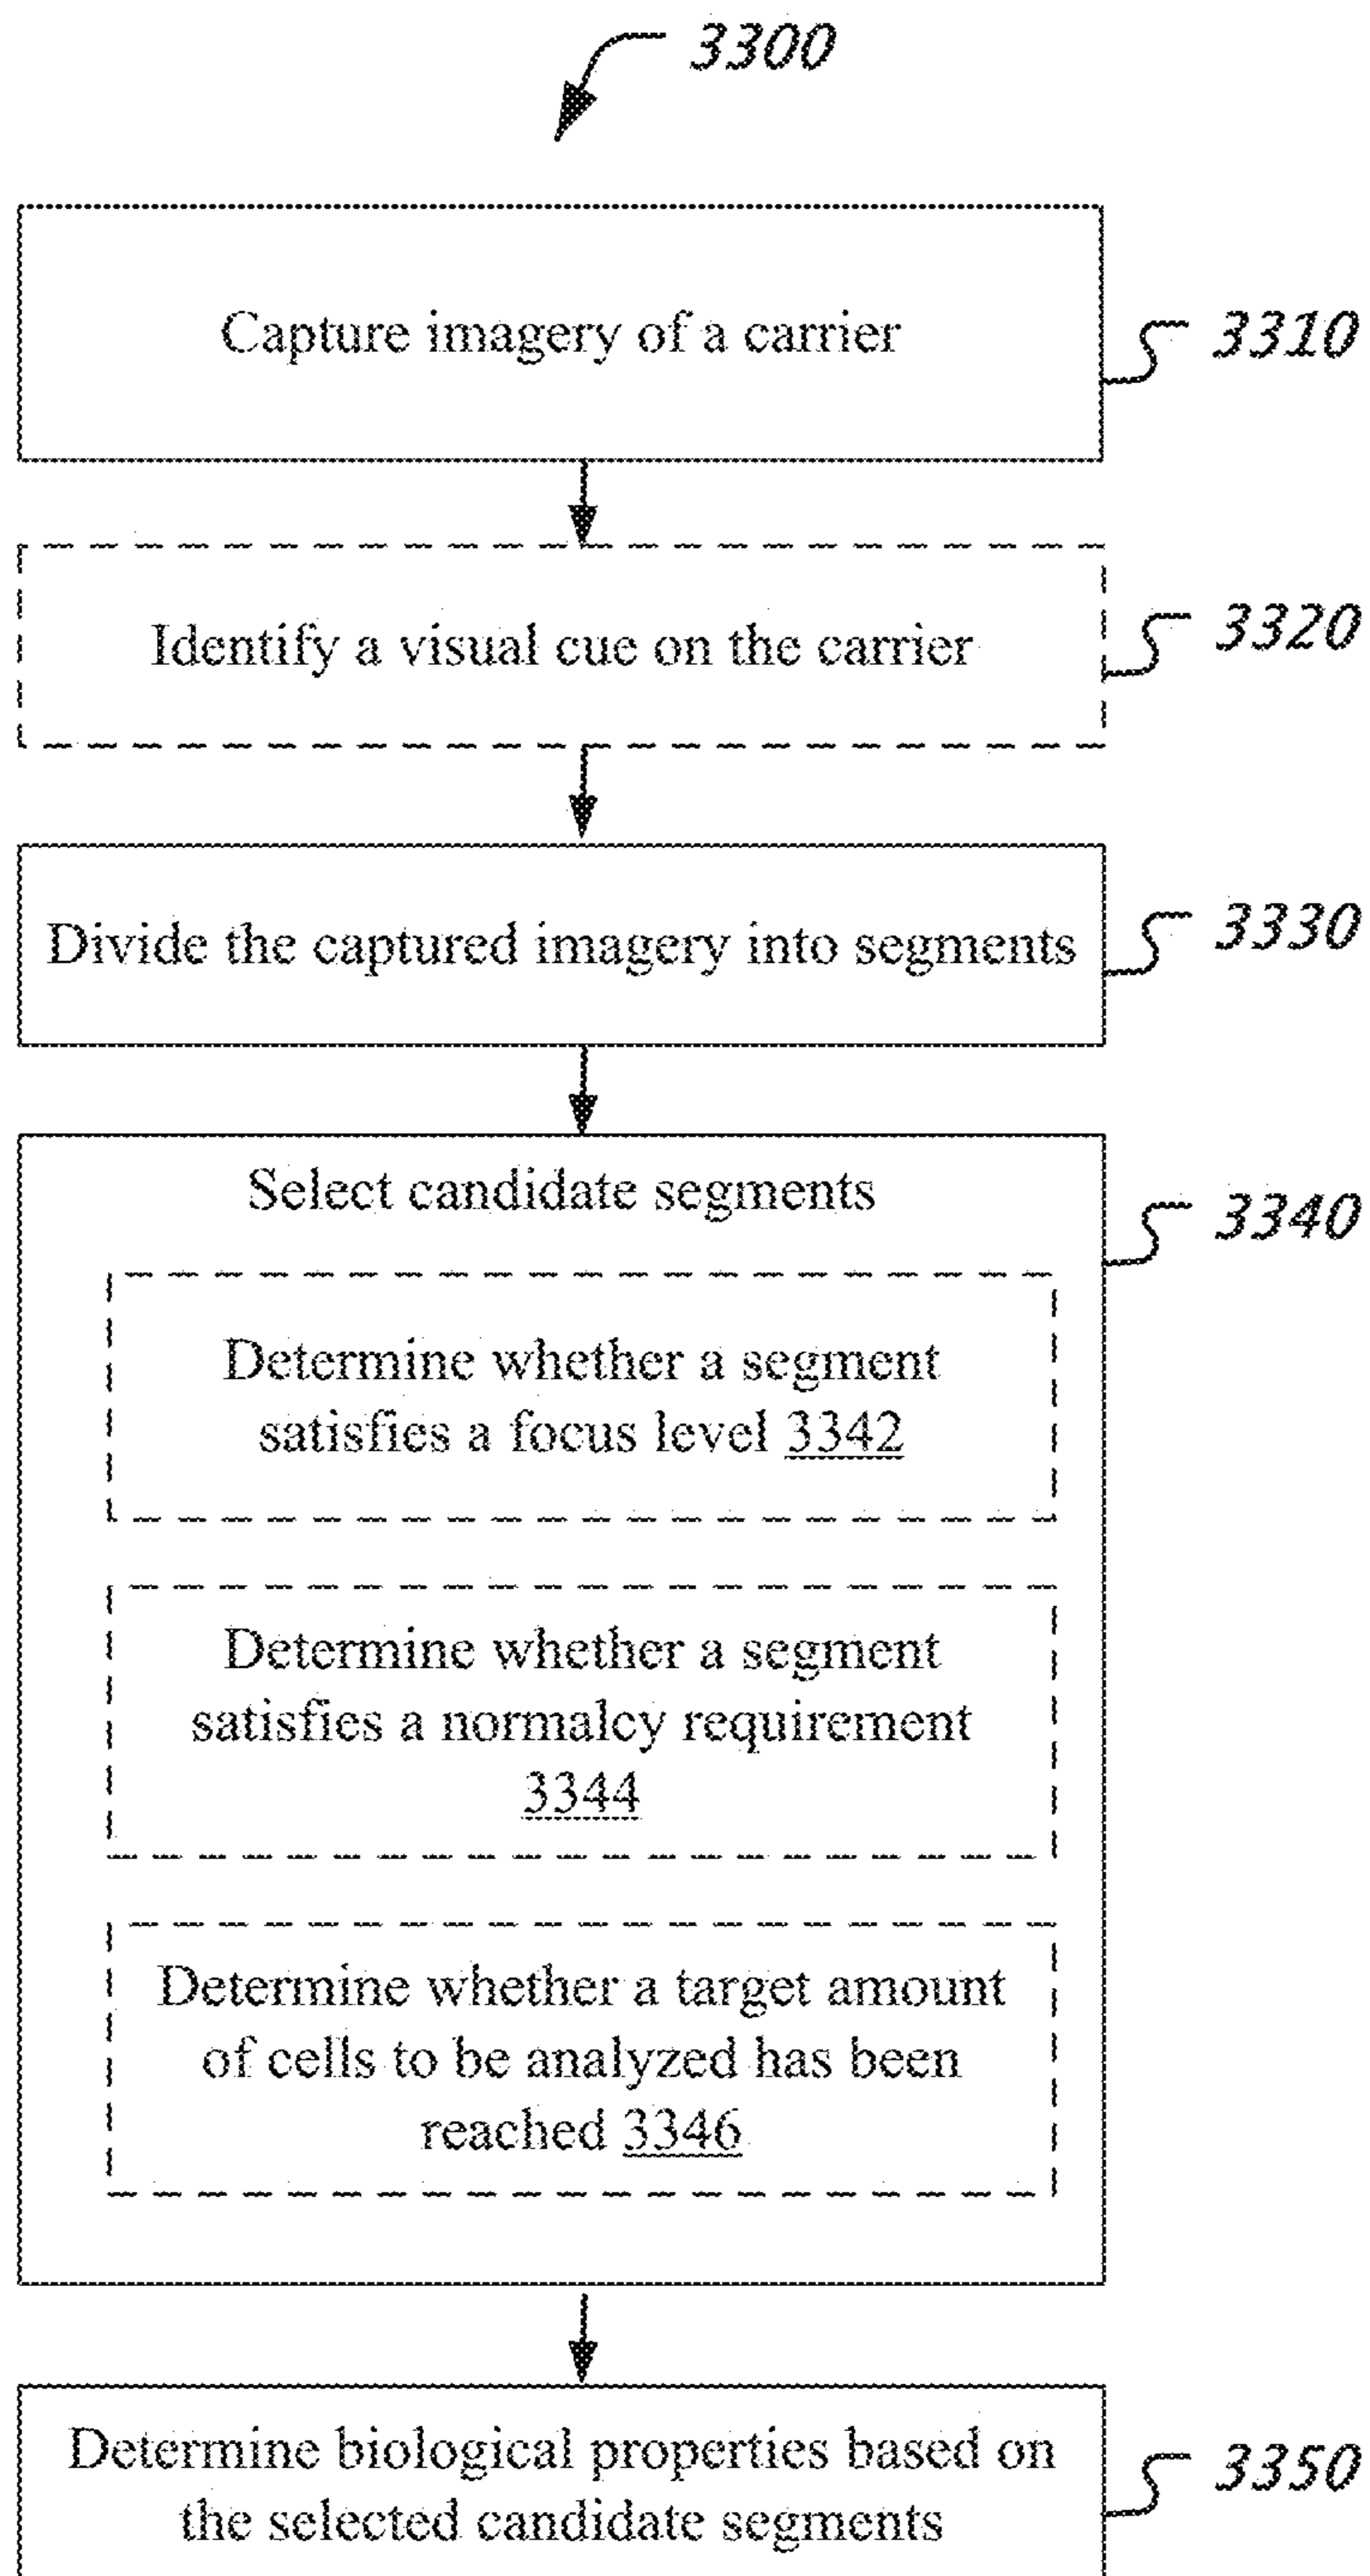 3300
Capture imagery of a carrier
3310
Identify a visual cue on the carrier
3320
Divide the captured imagery into segments
3330
Select candidate segments
3340
Determine whether a segment
satisfies a focus level 3342
Determine whether a segment
satisfies a normalcy requirement
3344
Determine whether a target amount
of cells to be analyzed has been
reached 3346
Determine biological properties based on
the selected candidate segments
3350